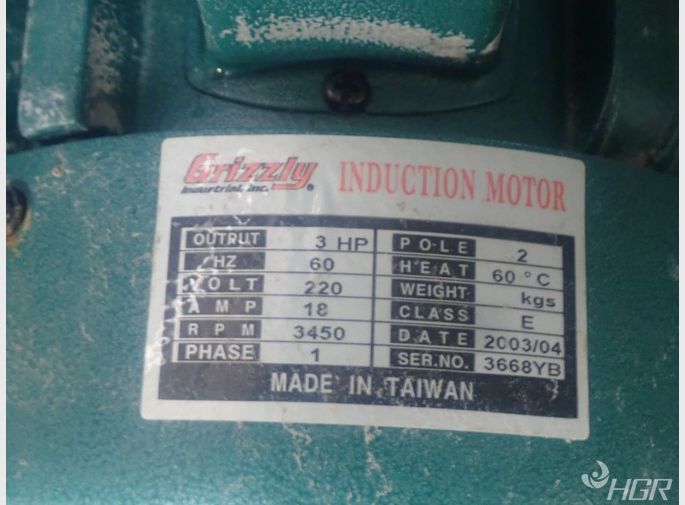 Grizzly
Industrial, Inc.®
INDUCTION MOTOR
OUTPUT 3 HP
HZ 60
VOLT 220
AMP 18
RPM 3450
PHASE 1
POLE 2
HEAT 60 °C
WEIGHT kgs
CLASS E
DATE 2003/04
SER.NO. 3668YB
MADE IN TAIWAN
HGR